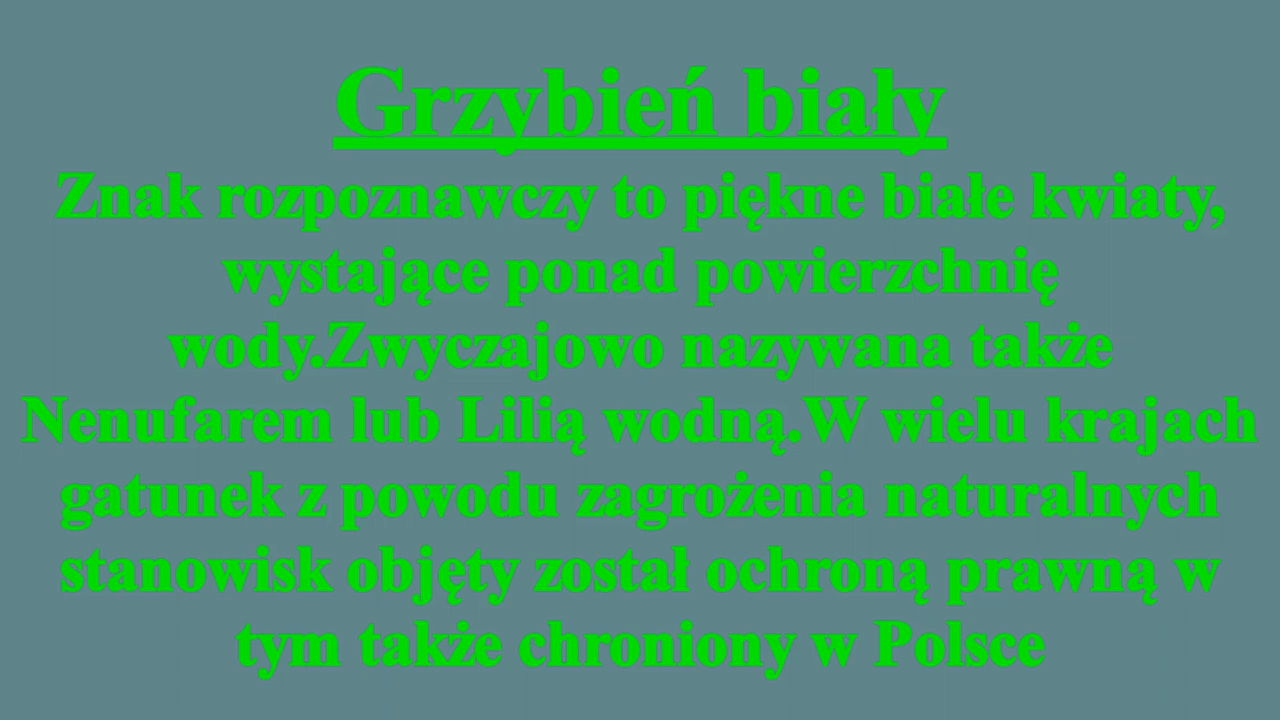 Grzybień biały
Znak rozpoznawczy to piękne białe kwiaty,
wystające ponad powierzchnię
wody.Zwyczajowo nazywana także
Nenufarem lub Lilią wodną.W wielu krajach
gatunek z powodu zagrożenia naturalnych
stanowisk objęty został ochroną prawną w
tym także chroniony w Polsce